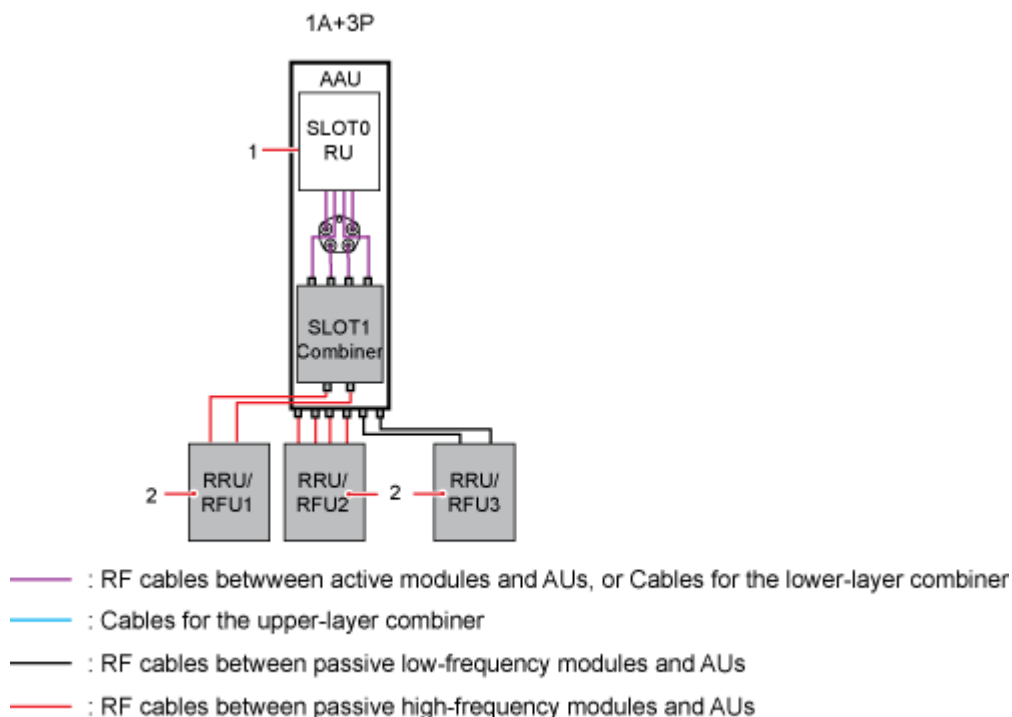 1A+3P
AAU
SLOT0
RU
1
SLOT1
Combiner
RRU/
RFU1
RRU/
RFU2
RRU/
RFU3
2
2
: RF cables betwween active modules and AUs, or Cables for the lower-layer combiner
: Cables for the upper-layer combiner
: RF cables between passive low-frequency modules and AUs
: RF cables between passive high-frequency modules and AUs